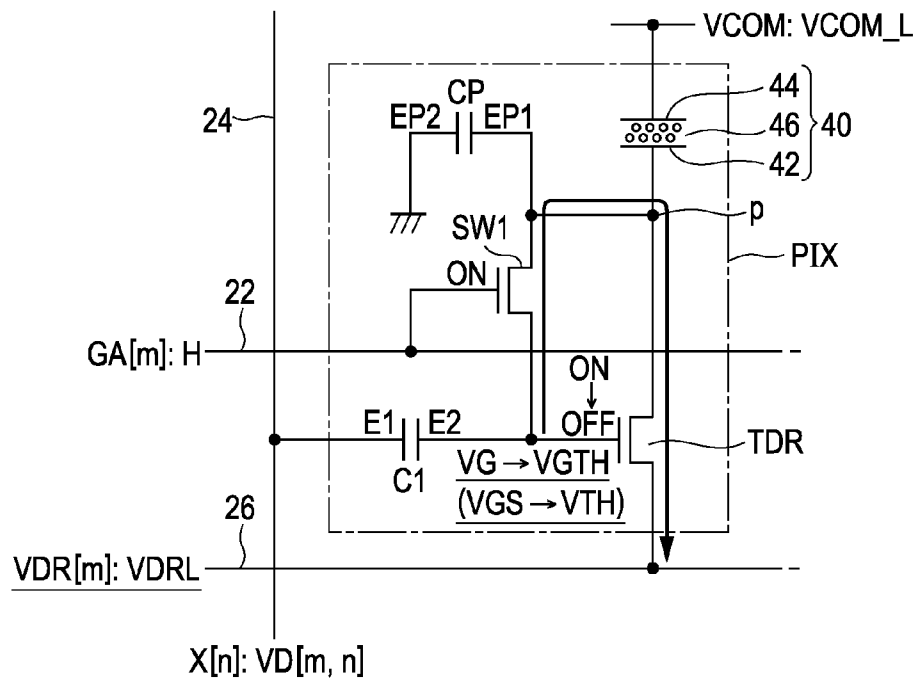 VCOM: VCOM_L
24
CP
EP2
EP1
44
46
42
40
p
SW1
ON
PIX
22
GA[m]: H
ON
OFF
E1
E2
C1
TDR
VG → VGTH
(VGS → VTH)
26
VDR[m]: VDRL
X[n]: VD[m, n]